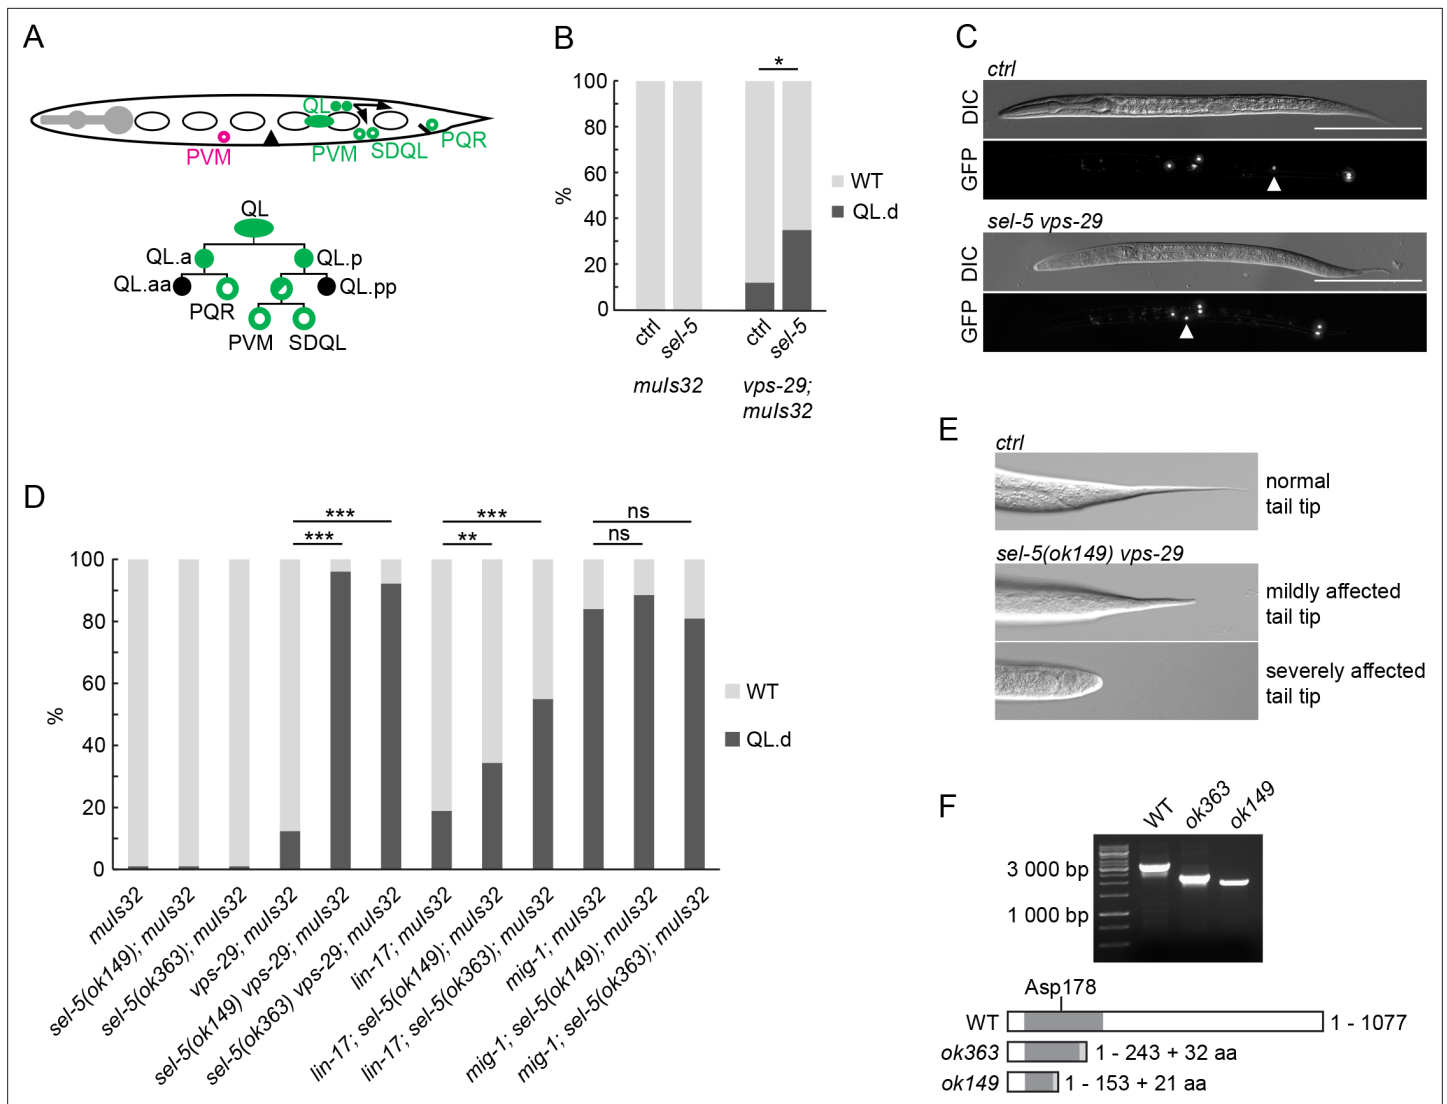 A
QL
PVM
PVM
SDQL
PQR
QL
QL.a
QL.p
QL.aa
QL.pp
PQR
PVM
SDQL
B
*
%
100
80
60
40
20
0
ctrl
sel-5
ctrl
sel-5
muIs32
vps-29;
muIs32
WT
QL.d
C
ctrl
DIC
GFP
sel-5 vps-29
DIC
GFP
D
***
***
***
**
ns
ns
%
100
80
60
40
20
0
WT
QL.d
muIs32
sel-5(ok149); muIs32
sel-5(ok363); muIs32
vps-29; muIs32
sel-5(ok149) vps-29; muIs32
sel-5(ok363) vps-29; muIs32
lin-17; muIs32
lin-17; sel-5(ok149); muIs32
lin-17; sel-5(ok363); muIs32
mig-1; muIs32
mig-1; sel-5(ok149); muIs32
mig-1; sel-5(ok363); muIs32
E
ctrl
normal
tail tip
sel-5(ok149) vps-29
mildly affected
tail tip
severely affected
tail tip
F
WT
ok363
ok149
3 000 bp
1 000 bp
Asp178
WT
1 - 1077
ok363
1 - 243 + 32 aa
ok149
1 - 153 + 21 aa